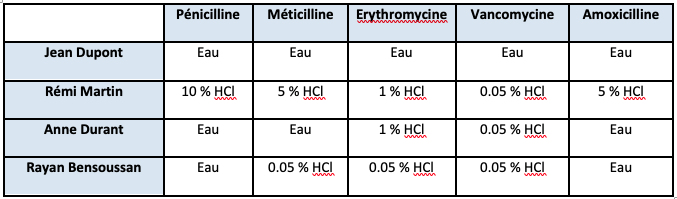 Pénicilline Méticilline Erythromycine Vancomycine Amoxicilline
Jean Dupont Eau Eau Eau Eau Eau
Rémi Martin 10 % HCl 5 % HCl 1 % HCl 0.05 % HCl 5 % HCl
Anne Durant Eau Eau 1 % HCl 0.05 % HCl Eau
Rayan Bensoussan Eau 0.05 % HCl 0.05 % HCl 0.05 % HCl Eau